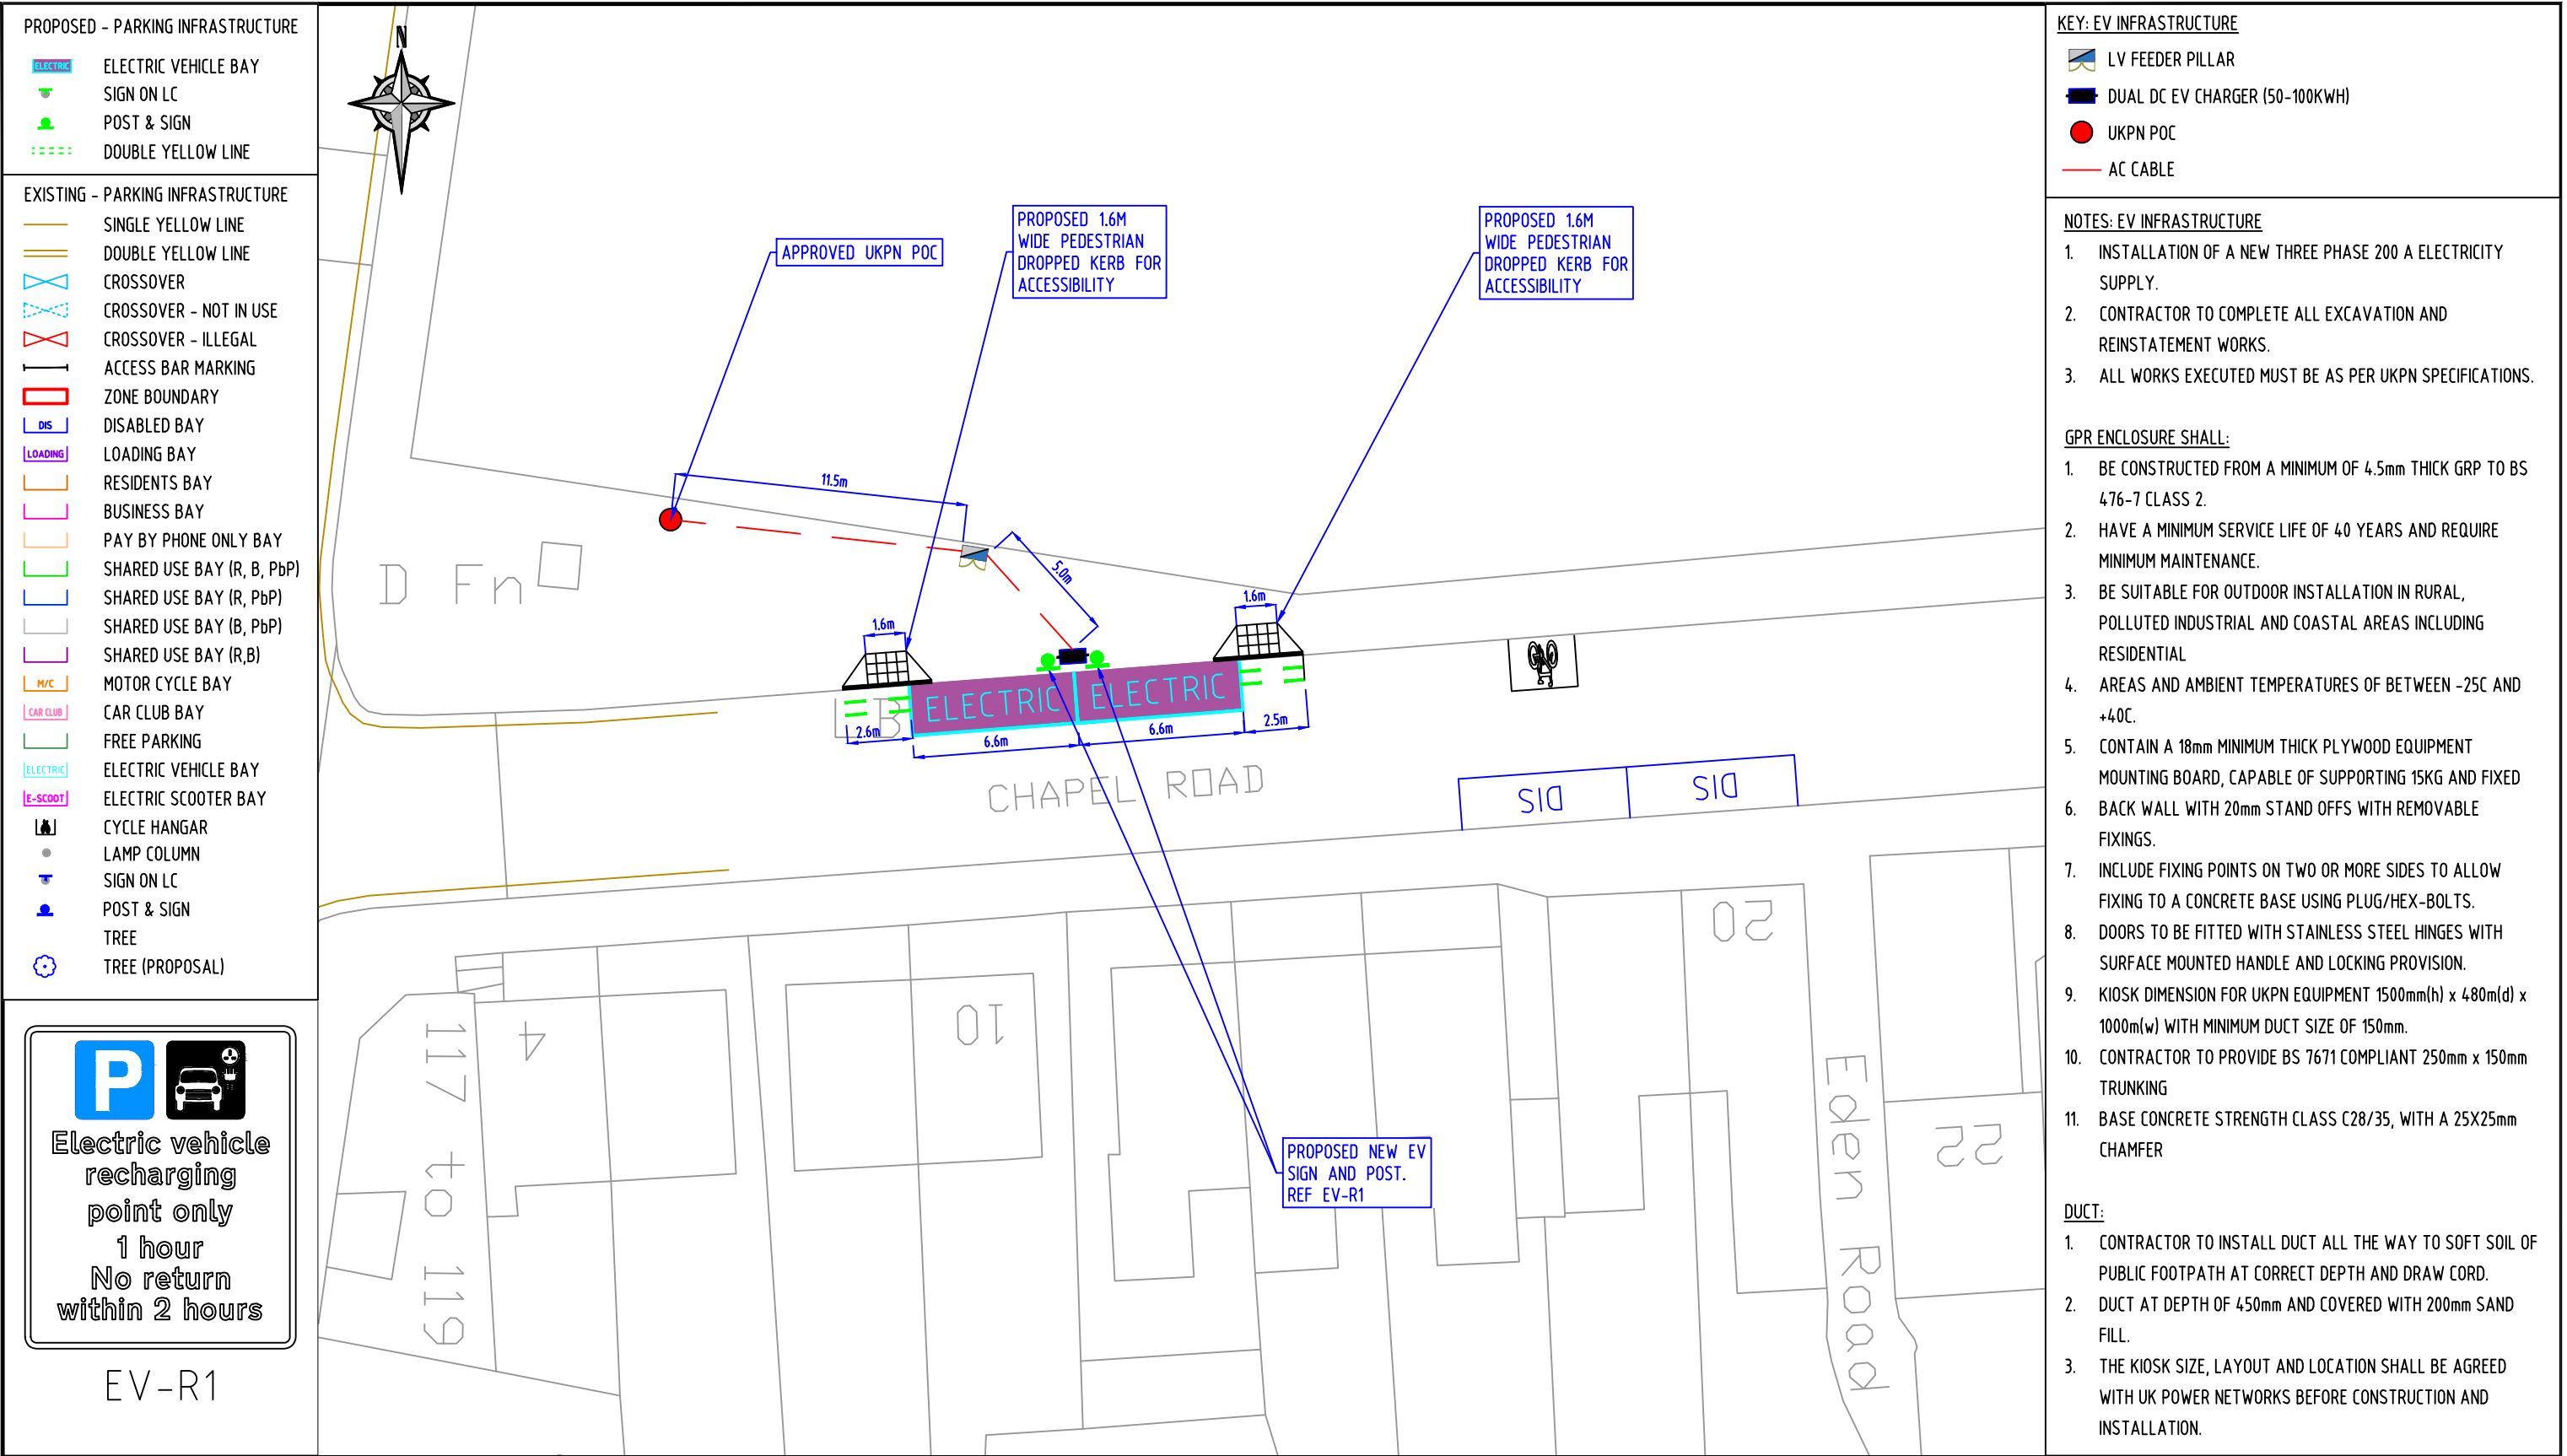 PROPOSED - PARKING INFRASTRUCTURE
ELECTRIC
ELECTRIC VEHICLE BAY
SIGN ON LC
POST & SIGN
DOUBLE YELLOW LINE
EXISTING - PARKING INFRASTRUCTURE
SINGLE YELLOW LINE
DOUBLE YELLOW LINE
CROSSOVER
CROSSOVER - NOT IN USE
CROSSOVER - ILLEGAL
ACCESS BAR MARKING
ZONE BOUNDARY
DIS
DISABLED BAY
LOADING
LOADING BAY
RESIDENTS BAY
BUSINESS BAY
PAY BY PHONE ONLY BAY
SHARED USE BAY (R, B, PbP)
SHARED USE BAY (R, PbP)
SHARED USE BAY (B, PbP)
SHARED USE BAY (R,B)
M/C
MOTOR CYCLE BAY
CAR CLUB
CAR CLUB BAY
FREE PARKING
ELECTRIC
ELECTRIC VEHICLE BAY
E-SCOOT
ELECTRIC SCOOTER BAY
CYCLE HANGAR
LAMP COLUMN
SIGN ON LC
POST & SIGN
TREE
TREE (PROPOSAL)
P
Electric vehicle
recharging
point only
1 hour
No return
within 2 hours
EV-R1
N
APPROVED UKPN POC
PROPOSED 1.6M
WIDE PEDESTRIAN
DROPPED KERB FOR
ACCESSIBILITY
PROPOSED 1.6M
WIDE PEDESTRIAN
DROPPED KERB FOR
ACCESSIBILITY
11.5m
5.0m
D Fn
1.6m
1.6m
ELECTRIC
ELECTRIC
LB
2.6m
6.6m
6.6m
2.5m
CHAPEL ROAD
DIS
DIS
20
10
4
117 to 119
22
Eden Road
PROPOSED NEW EV
SIGN AND POST.
REF EV-R1
KEY: EV INFRASTRUCTURE
LV FEEDER PILLAR
DUAL DC EV CHARGER (50-100KWH)
UKPN POC
AC CABLE
NOTES: EV INFRASTRUCTURE
1. INSTALLATION OF A NEW THREE PHASE 200 A ELECTRICITY
SUPPLY.
2. CONTRACTOR TO COMPLETE ALL EXCAVATION AND
REINSTATEMENT WORKS.
3. ALL WORKS EXECUTED MUST BE AS PER UKPN SPECIFICATIONS.
GPR ENCLOSURE SHALL:
1. BE CONSTRUCTED FROM A MINIMUM OF 4.5mm THICK GRP TO BS
476-7 CLASS 2.
2. HAVE A MINIMUM SERVICE LIFE OF 40 YEARS AND REQUIRE
MINIMUM MAINTENANCE.
3. BE SUITABLE FOR OUTDOOR INSTALLATION IN RURAL,
POLLUTED INDUSTRIAL AND COASTAL AREAS INCLUDING
RESIDENTIAL
4. AREAS AND AMBIENT TEMPERATURES OF BETWEEN -25C AND
+40C.
5. CONTAIN A 18mm MINIMUM THICK PLYWOOD EQUIPMENT
MOUNTING BOARD, CAPABLE OF SUPPORTING 15KG AND FIXED
6. BACK WALL WITH 20mm STAND OFFS WITH REMOVABLE
FIXINGS.
7. INCLUDE FIXING POINTS ON TWO OR MORE SIDES TO ALLOW
FIXING TO A CONCRETE BASE USING PLUG/HEX-BOLTS.
8. DOORS TO BE FITTED WITH STAINLESS STEEL HINGES WITH
SURFACE MOUNTED HANDLE AND LOCKING PROVISION.
9. KIOSK DIMENSION FOR UKPN EQUIPMENT 1500mm(h) x 480m(d) x
1000m(w) WITH MINIMUM DUCT SIZE OF 150mm.
10. CONTRACTOR TO PROVIDE BS 7671 COMPLIANT 250mm x 150mm
TRUNKING
11. BASE CONCRETE STRENGTH CLASS C28/35, WITH A 25X25mm
CHAMFER
DUCT:
1. CONTRACTOR TO INSTALL DUCT ALL THE WAY TO SOFT SOIL OF
PUBLIC FOOTPATH AT CORRECT DEPTH AND DRAW CORD.
2. DUCT AT DEPTH OF 450mm AND COVERED WITH 200mm SAND
FILL.
3. THE KIOSK SIZE, LAYOUT AND LOCATION SHALL BE AGREED
WITH UK POWER NETWORKS BEFORE CONSTRUCTION AND
INSTALLATION.